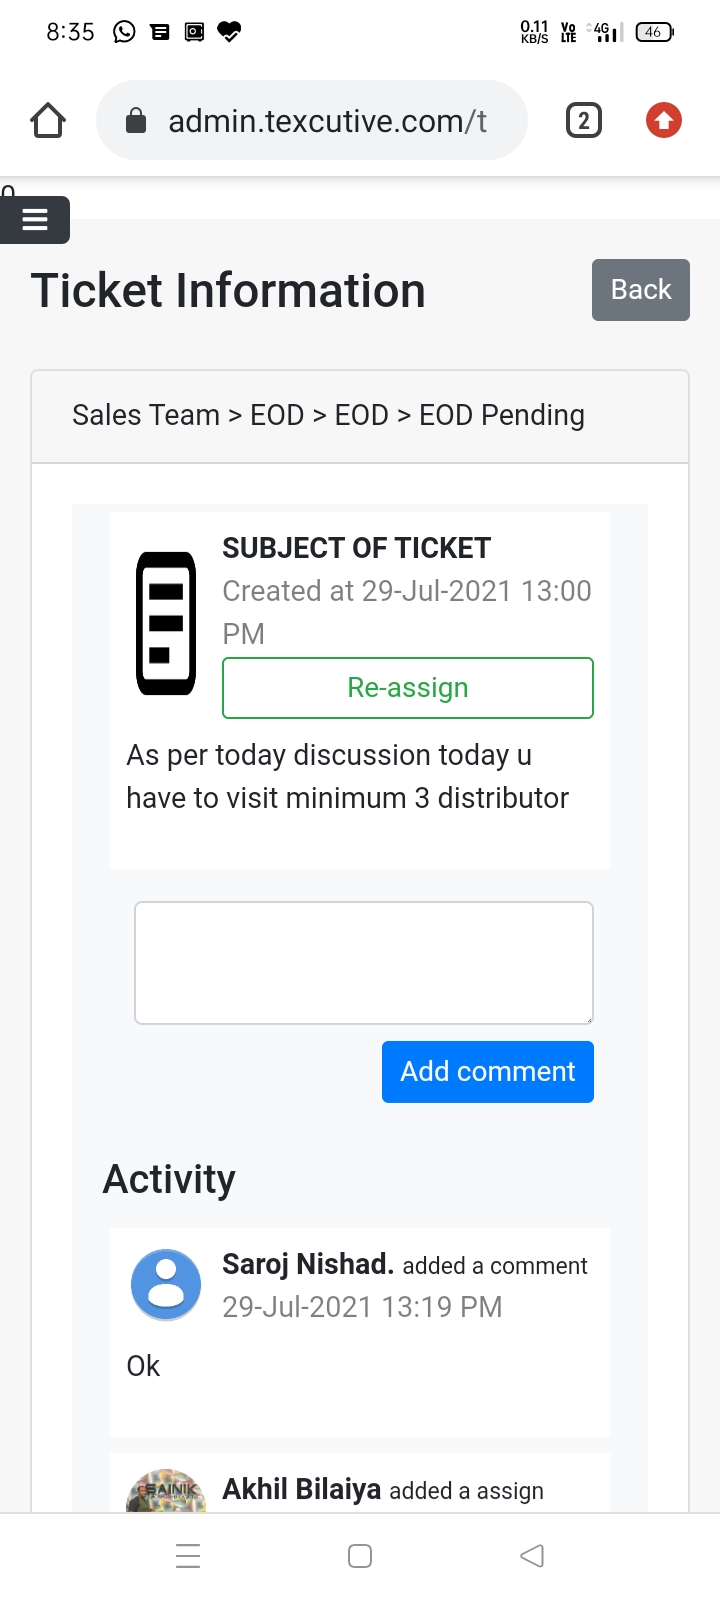 8:35
0.11
KB/S
Vo
LTE
4G
46
admin.texcutive.com/t
2
Ticket Information
Back
Sales Team > EOD > EOD > EOD Pending
SUBJECT OF TICKET
Created at 29-Jul-2021 13:00
PM
Re-assign
As per today discussion today u
have to visit minimum 3 distributor
Add comment
Activity
Saroj Nishad. added a comment
29-Jul-2021 13:19 PM
Ok
SAINIK
Akhil Bilaiya added a assign